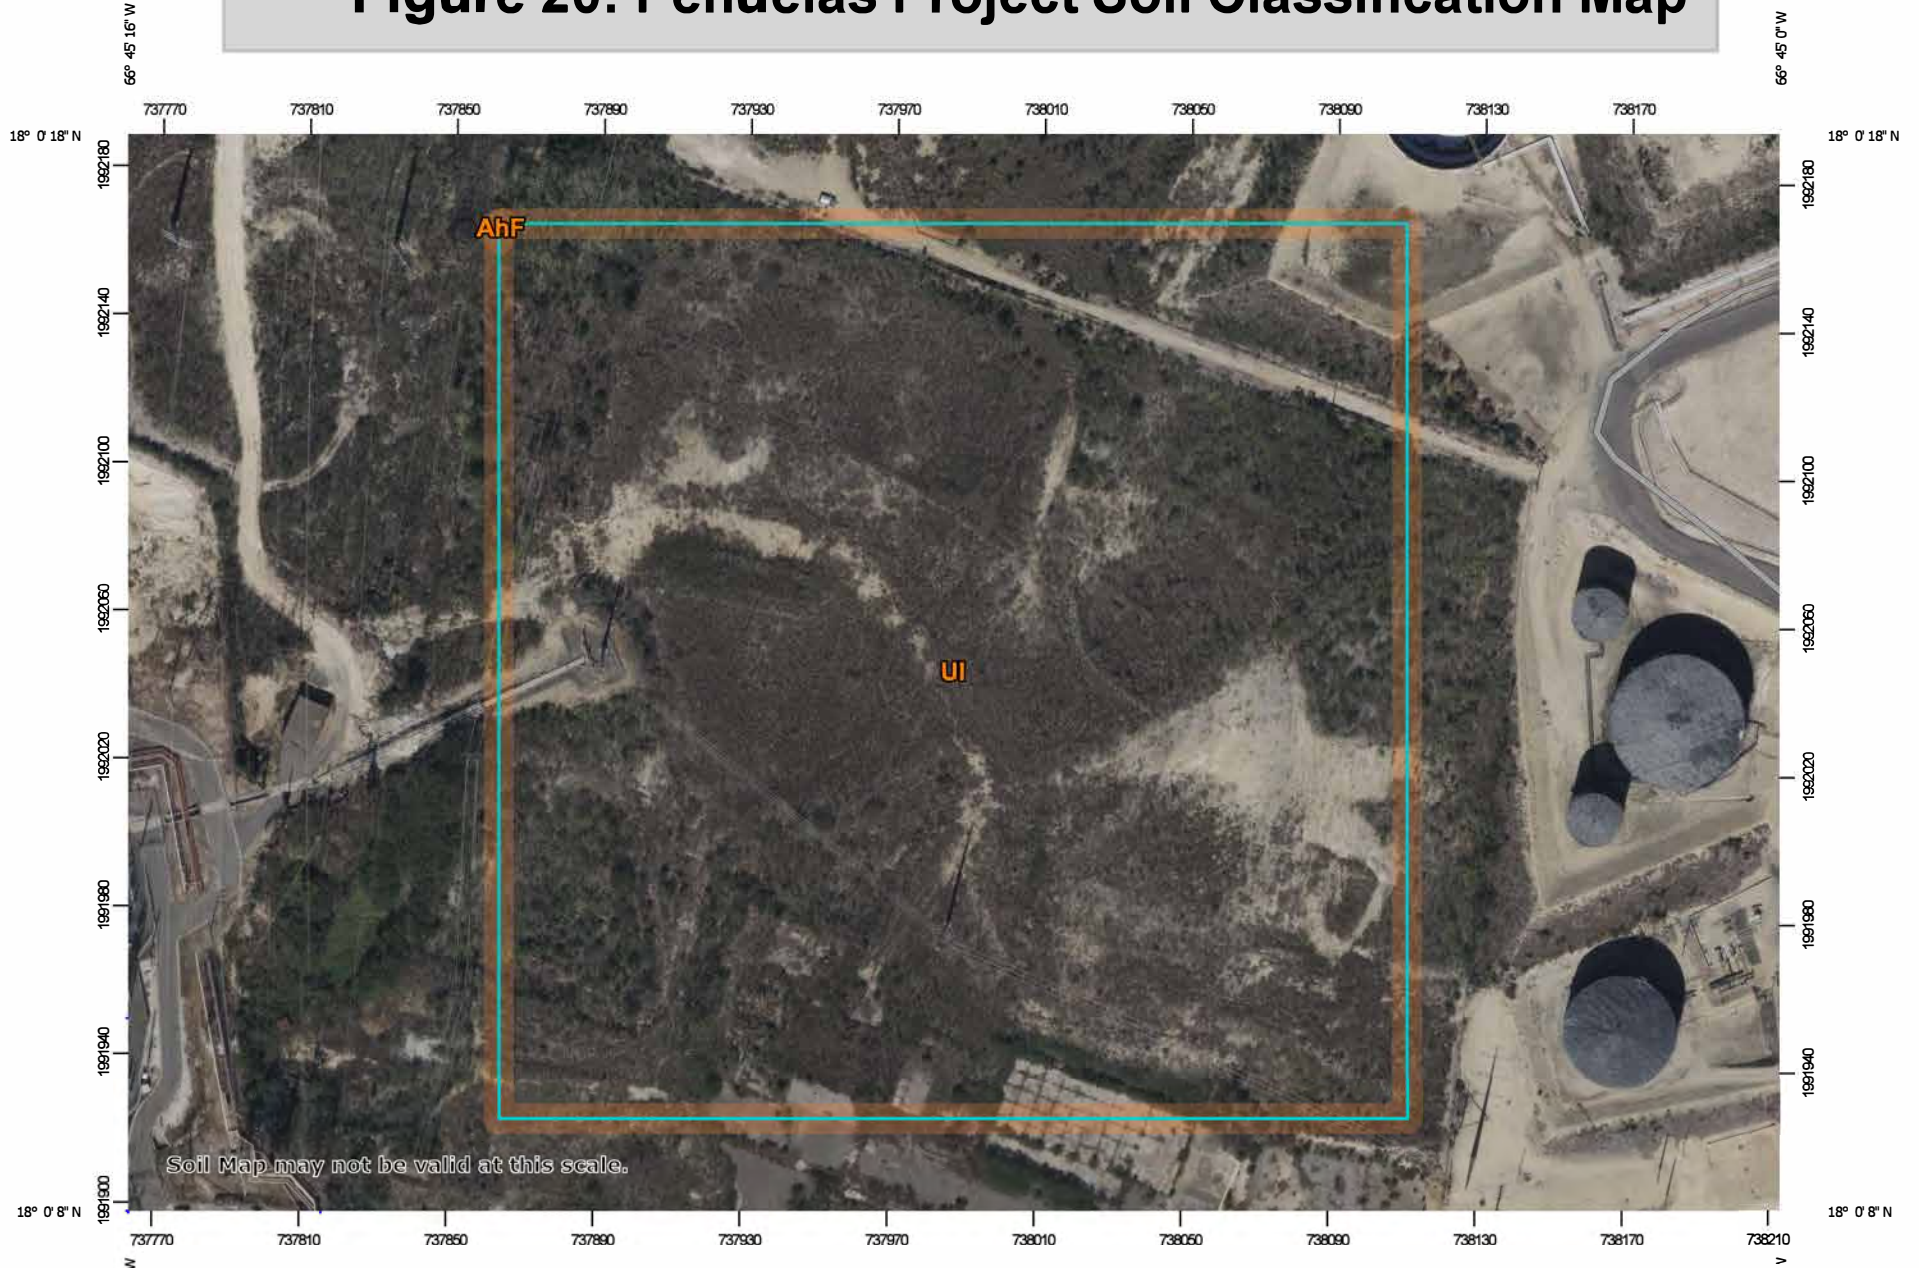 Figure 20: Peñuelas Project Soil Classification Map
66° 45' 16" W
66° 45' 0" W
737770 737810 737850 737890 737930 737970 738010 738050 738090 738130 738170
18° 0' 18" N
18° 0' 18" N
1992180
1992140
1992100
1992060
1992020
1991980
1991940
1991900
1992180
1992140
1992100
1992060
1992020
1991980
1991940
AhF
UI
Soil Map may not be valid at this scale.
18° 0' 8" N
18° 0' 8" N
737770 737810 737850 737890 737930 737970 738010 738050 738090 738130 738170 738210
W
W